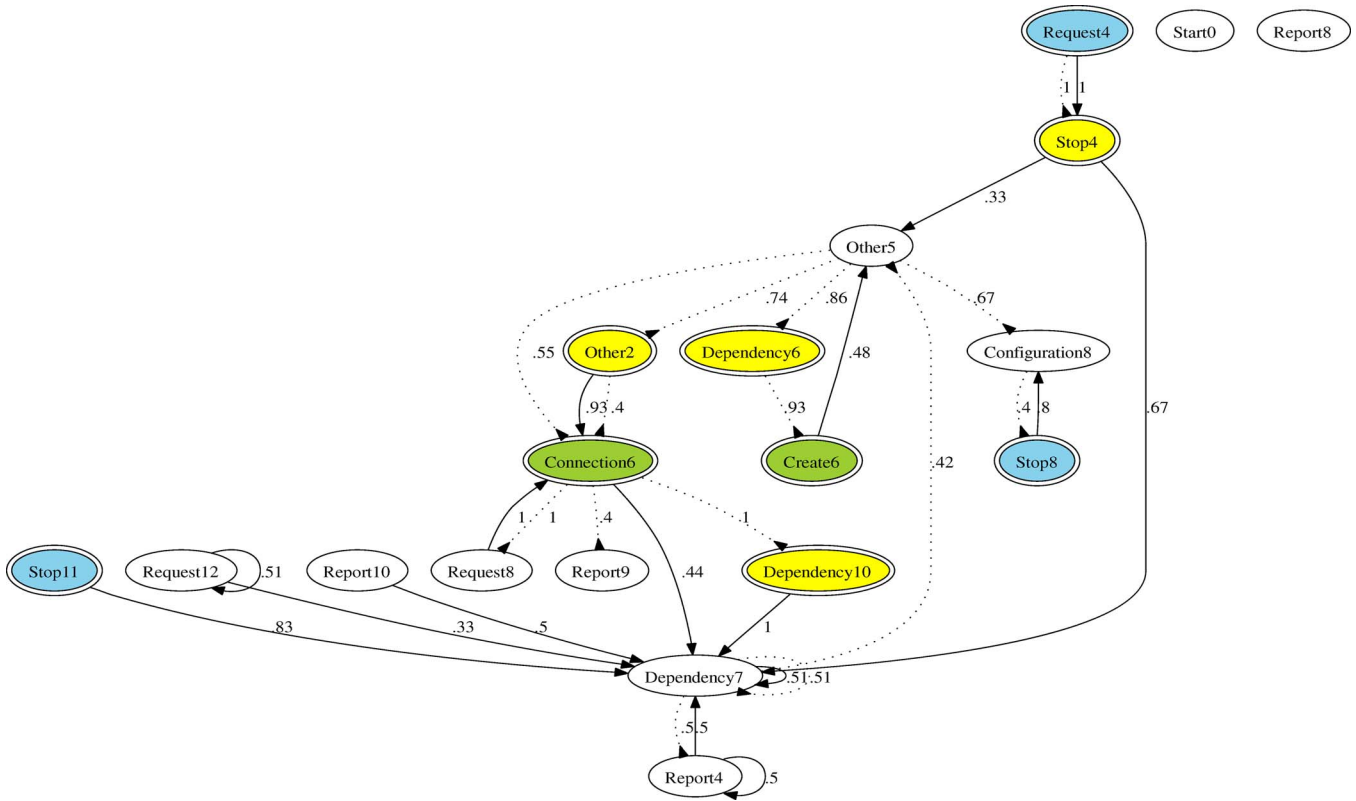 Request4 Start0 Report8
1 1
Stop4
.33
Other5
.74 .86 .67
.55 Other2 Dependency6 .48 Configuration8
.67
.93 .4 .93 .4 .8
Connection6 Create6 Stop8
.42
1 1 .4 1
Stop11 Request12 .51 Report10 Request8 Report9 Dependency10
.44
.83 .33 .5 1
Dependency7 .51 .51
.5 .5
Report4 .5